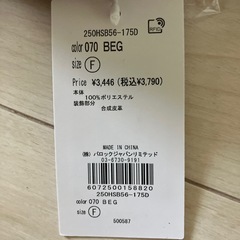 RFID
250HSB56-175D
color 070 BEG
size F
Price ¥3,446 (税込¥3,790)
本体
100%ポリエステル
装飾部分
合成皮革
MADE IN CHINA
(株) バロックジャパンリミテッド
03-6730-9191
6072500158820
250HSB56-175D
color 070 BEG
size F
500587